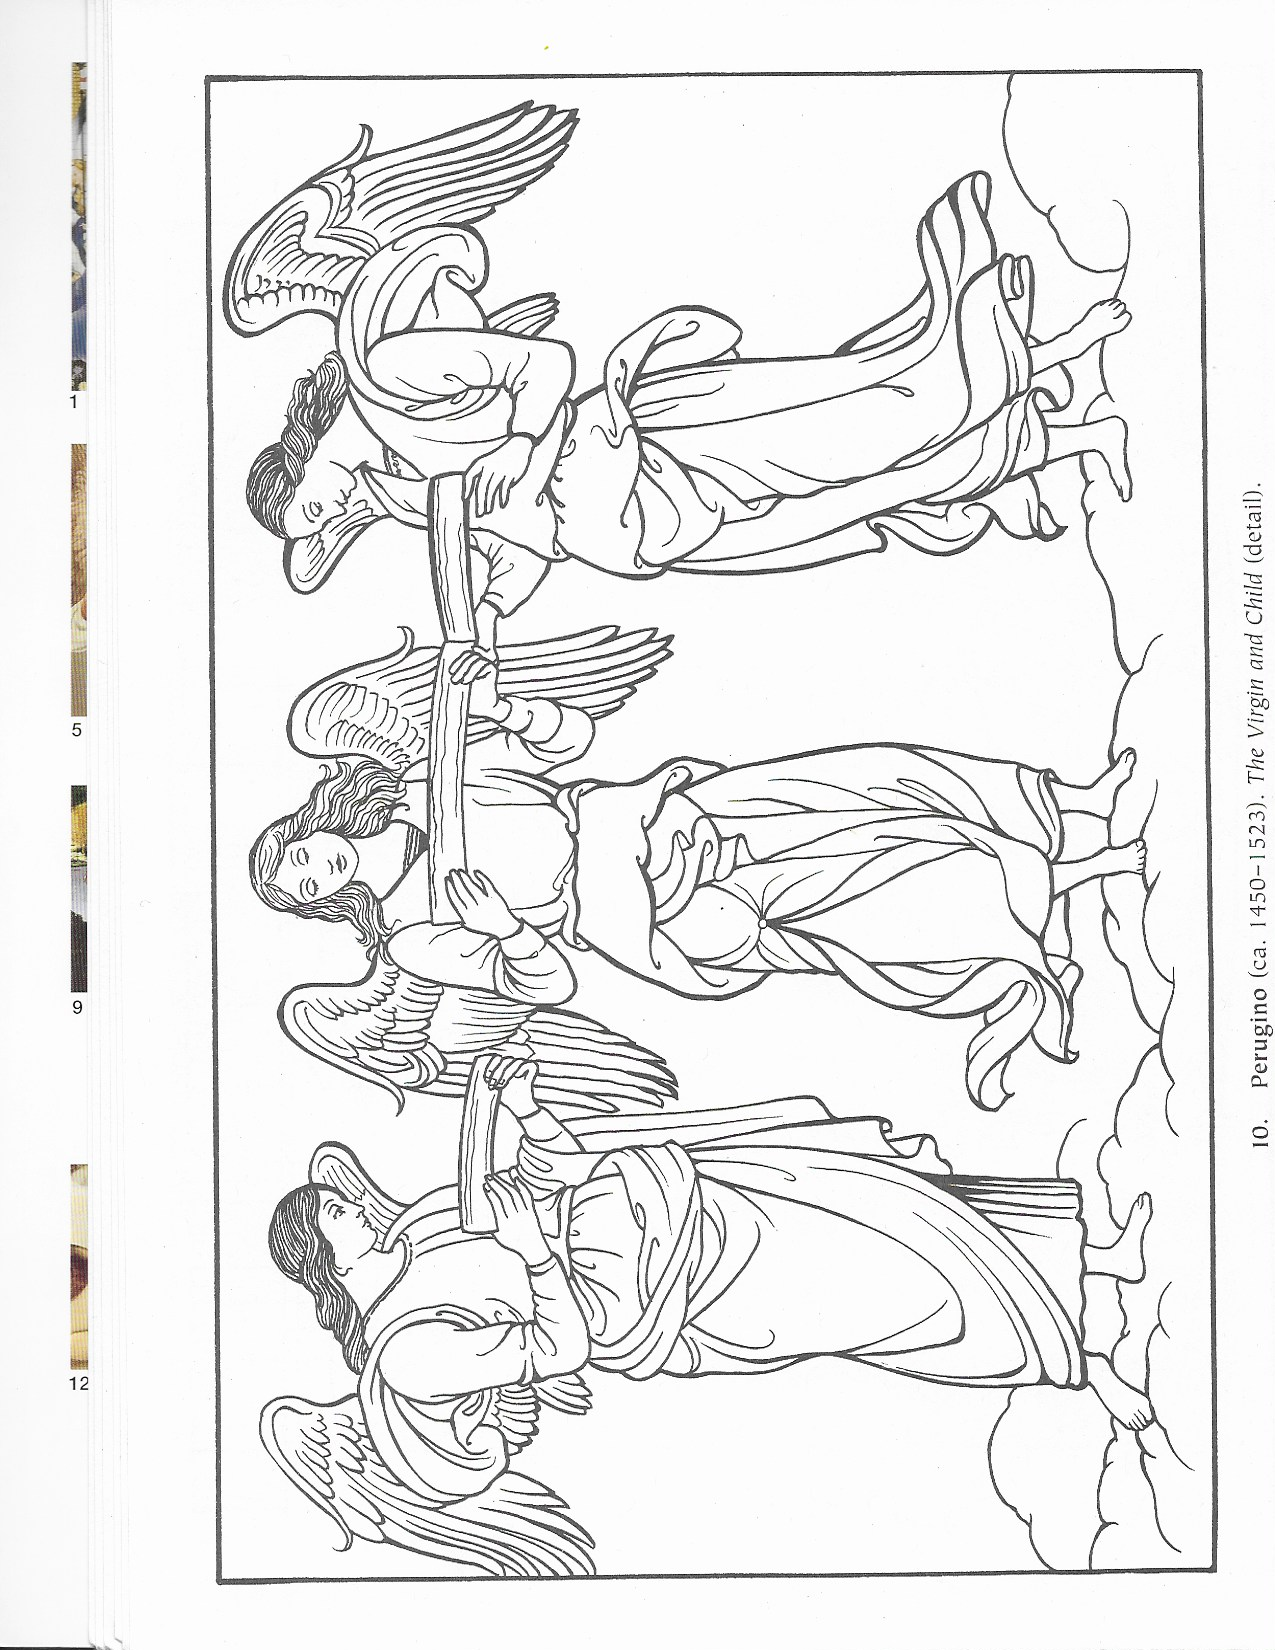 1
5
9
12
10. Perugino (ca. 1450–1523). The Virgin and Child (detail).